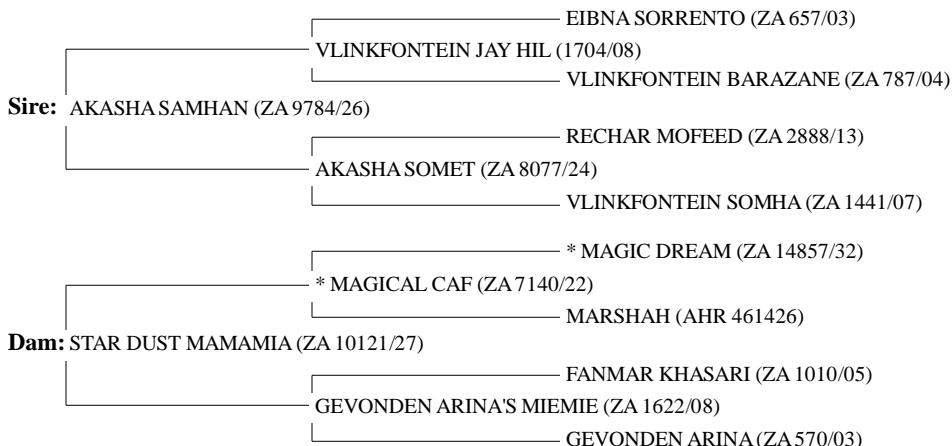 EIBNA SORRENTO (ZA 657/03)
VLINKFONTEIN JAY HIL (1704/08)
VLINKFONTEIN BARAZANE (ZA 787/04)
Sire: AKASHA SAMHAN (ZA 9784/26)
RECHAR MOFEED (ZA 2888/13)
AKASHA SOMET (ZA 8077/24)
VLINKFONTEIN SOMHA (ZA 1441/07)
* MAGIC DREAM (ZA 14857/32)
* MAGICAL CAF (ZA 7140/22)
MARSHAH (AHR 461426)
Dam: STAR DUST MAMAMIA (ZA 10121/27)
FANMAR KHASARI (ZA 1010/05)
GEVONDEN ARINA'S MIEMIE (ZA 1622/08)
GEVONDEN ARINA (ZA 570/03)